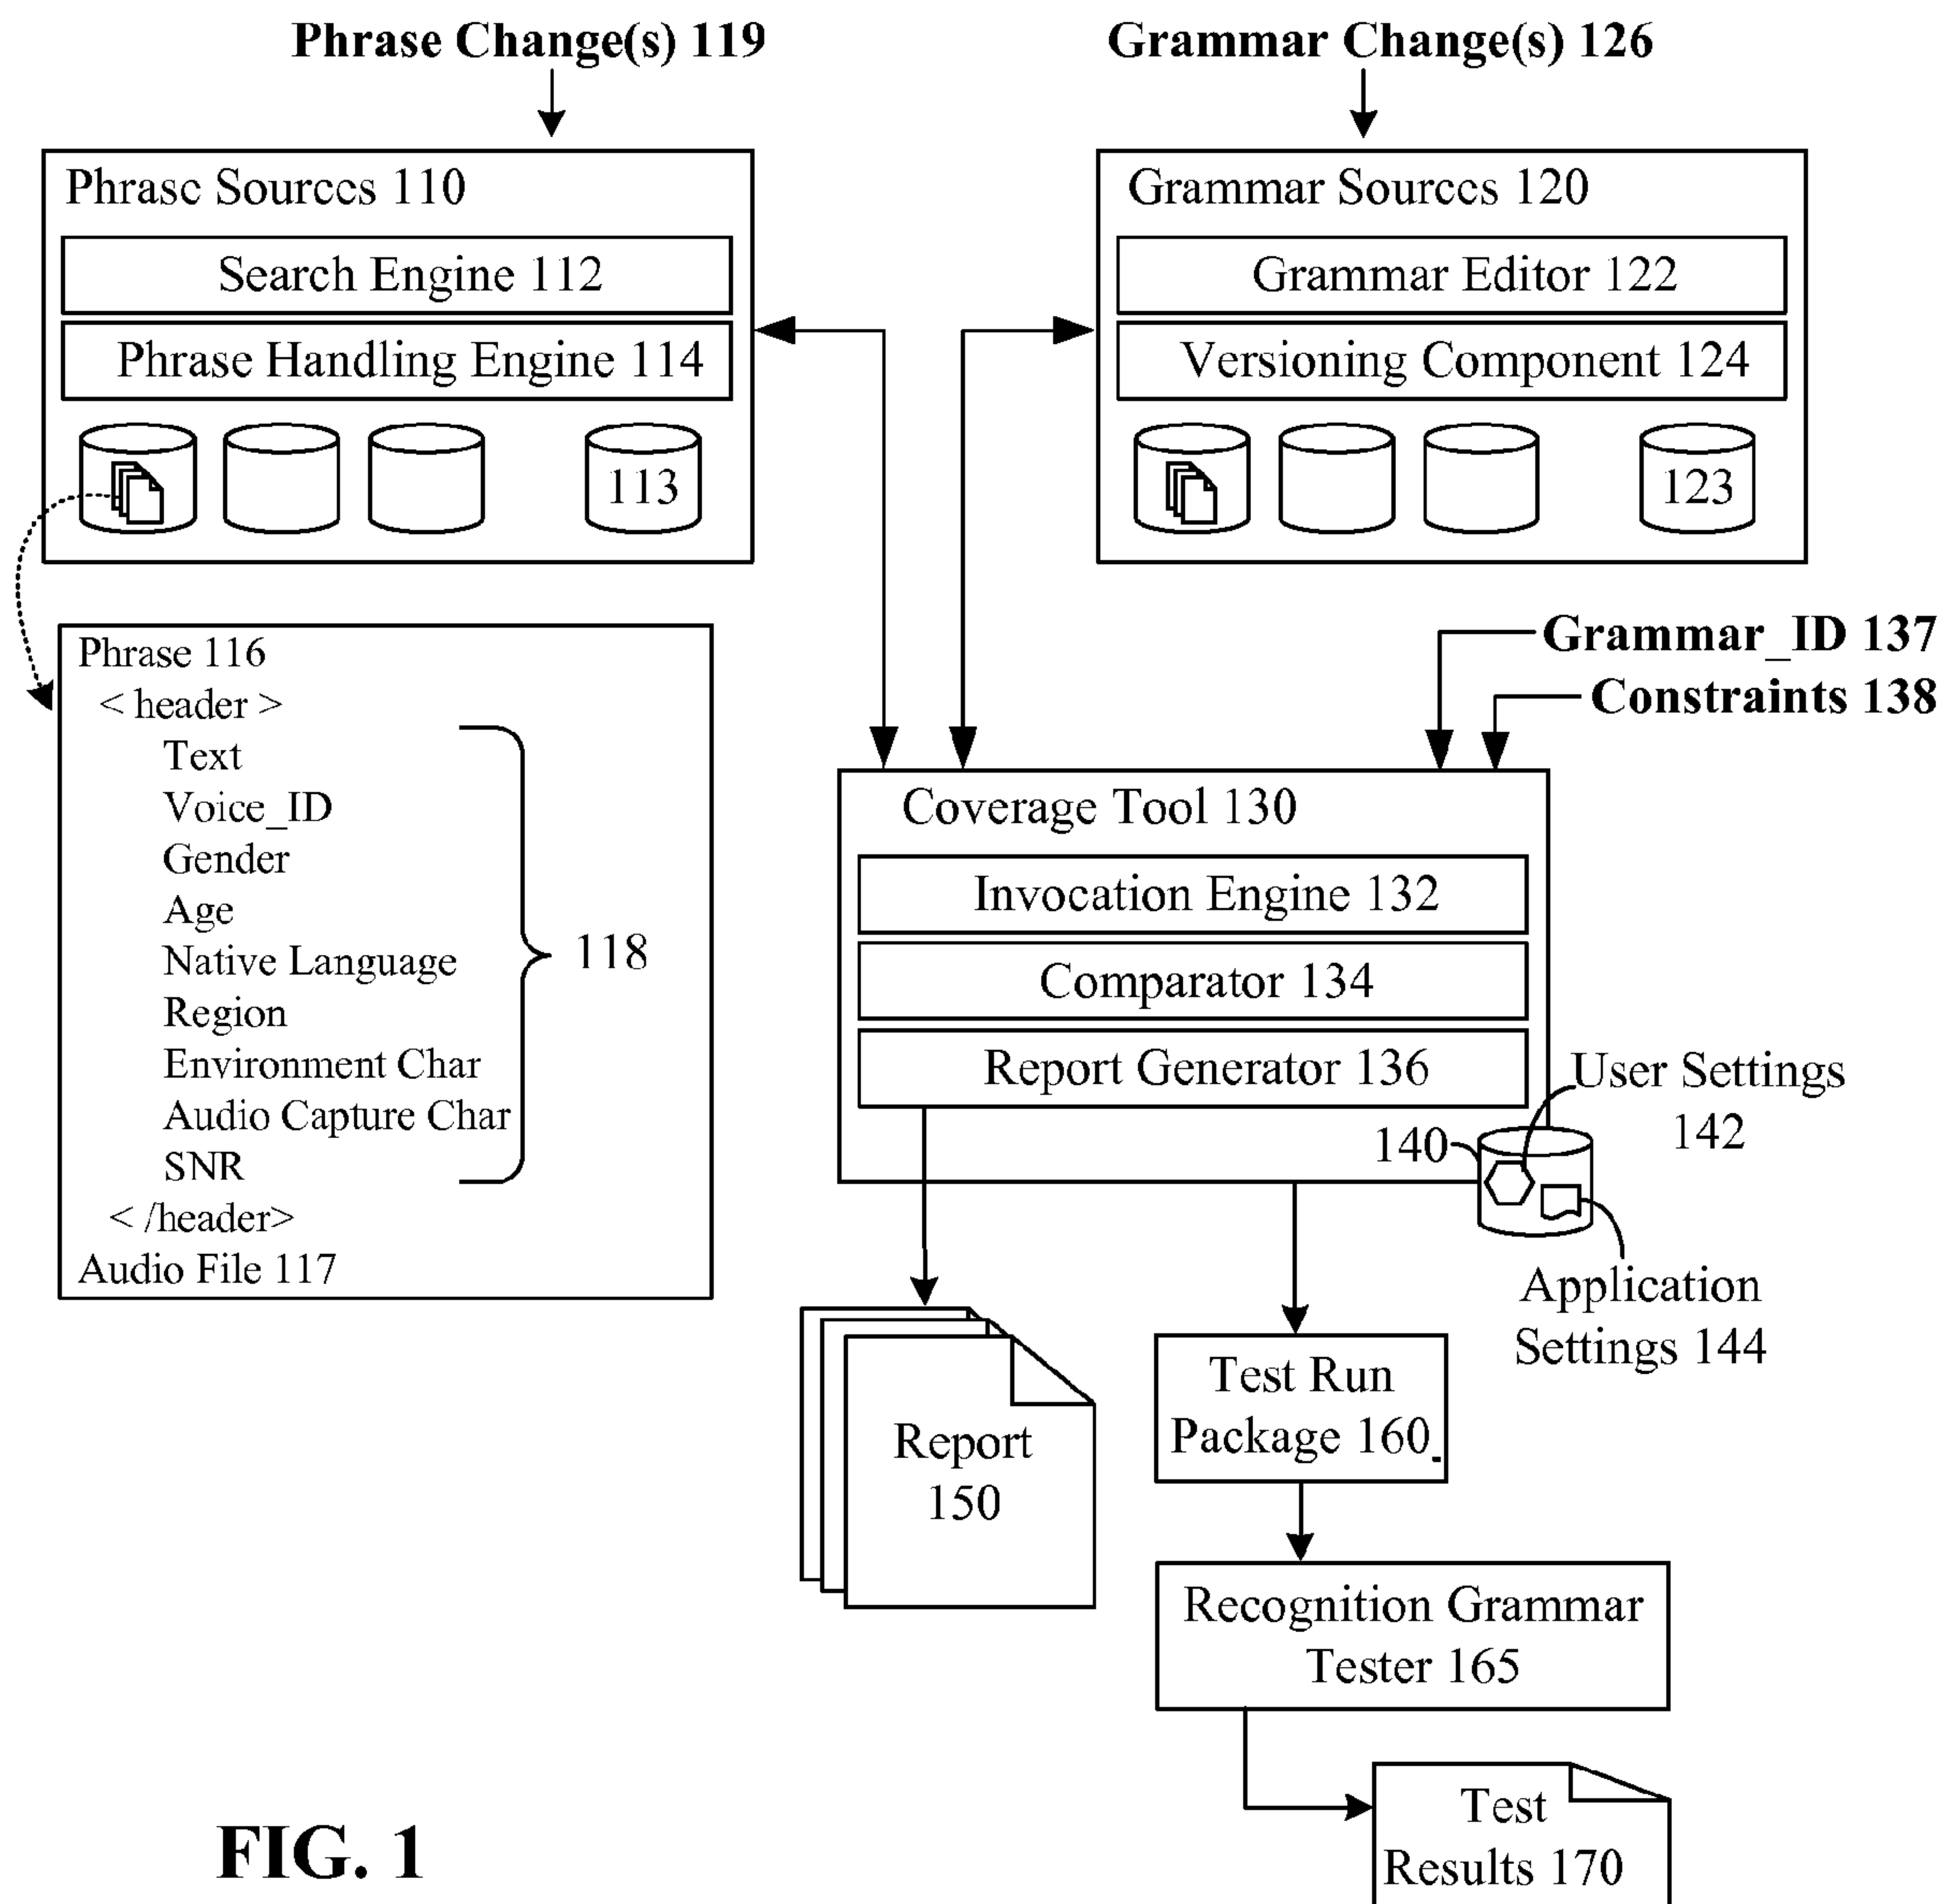 Phrase Change(s) 119
Grammar Change(s) 126
Phrase Sources 110
Search Engine 112
Phrase Handling Engine 114
113
Grammar Sources 120
Grammar Editor 122
Versioning Component 124
123
Phrase 116
< header >
Text
Voice_ID
Gender
Age
Native Language
Region
Environment Char
Audio Capture Char
SNR
< /header>
Audio File 117
118
Grammar_ID 137
Constraints 138
Coverage Tool 130
Invocation Engine 132
Comparator 134
Report Generator 136
User Settings
142
140
Application
Settings 144
Report
150
Test Run
Package 160
Recognition Grammar
Tester 165
Test
Results 170
FIG. 1